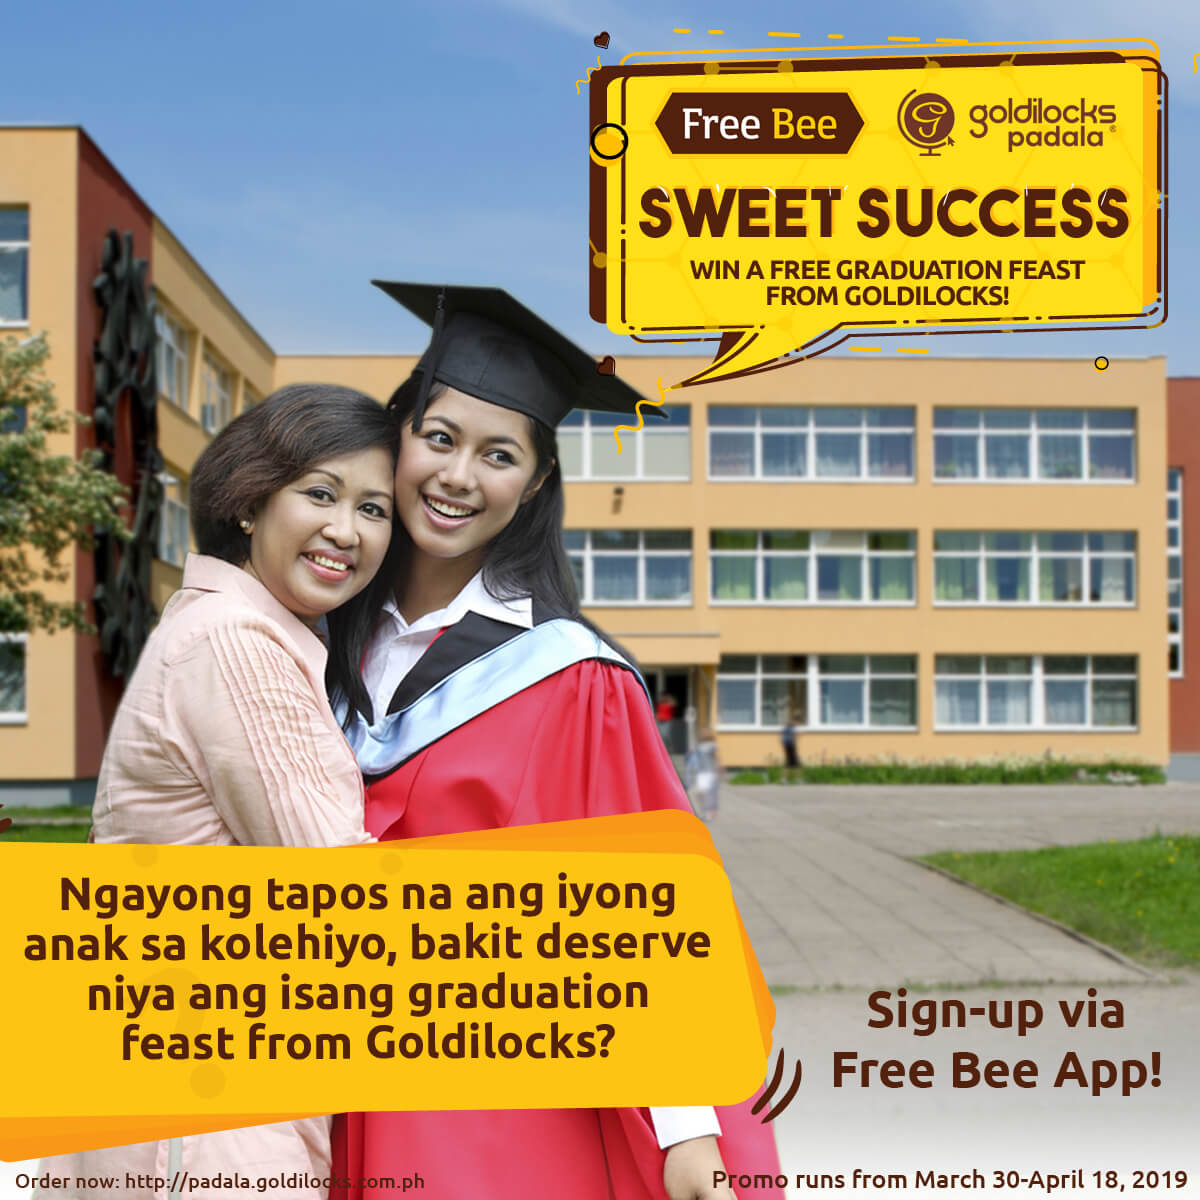 Free Bee
goldilocks
padala®
SWEET SUCCESS
WIN A FREE GRADUATION FEAST
FROM GOLDILOCKS!
Ngayong tapos na ang iyong
anak sa kolehiyo, bakit deserve
niya ang isang graduation
feast from Goldilocks?
Sign-up via
Free Bee App!
Order now: http://padala.goldilocks.com.ph
Promo runs from March 30-April 18, 2019